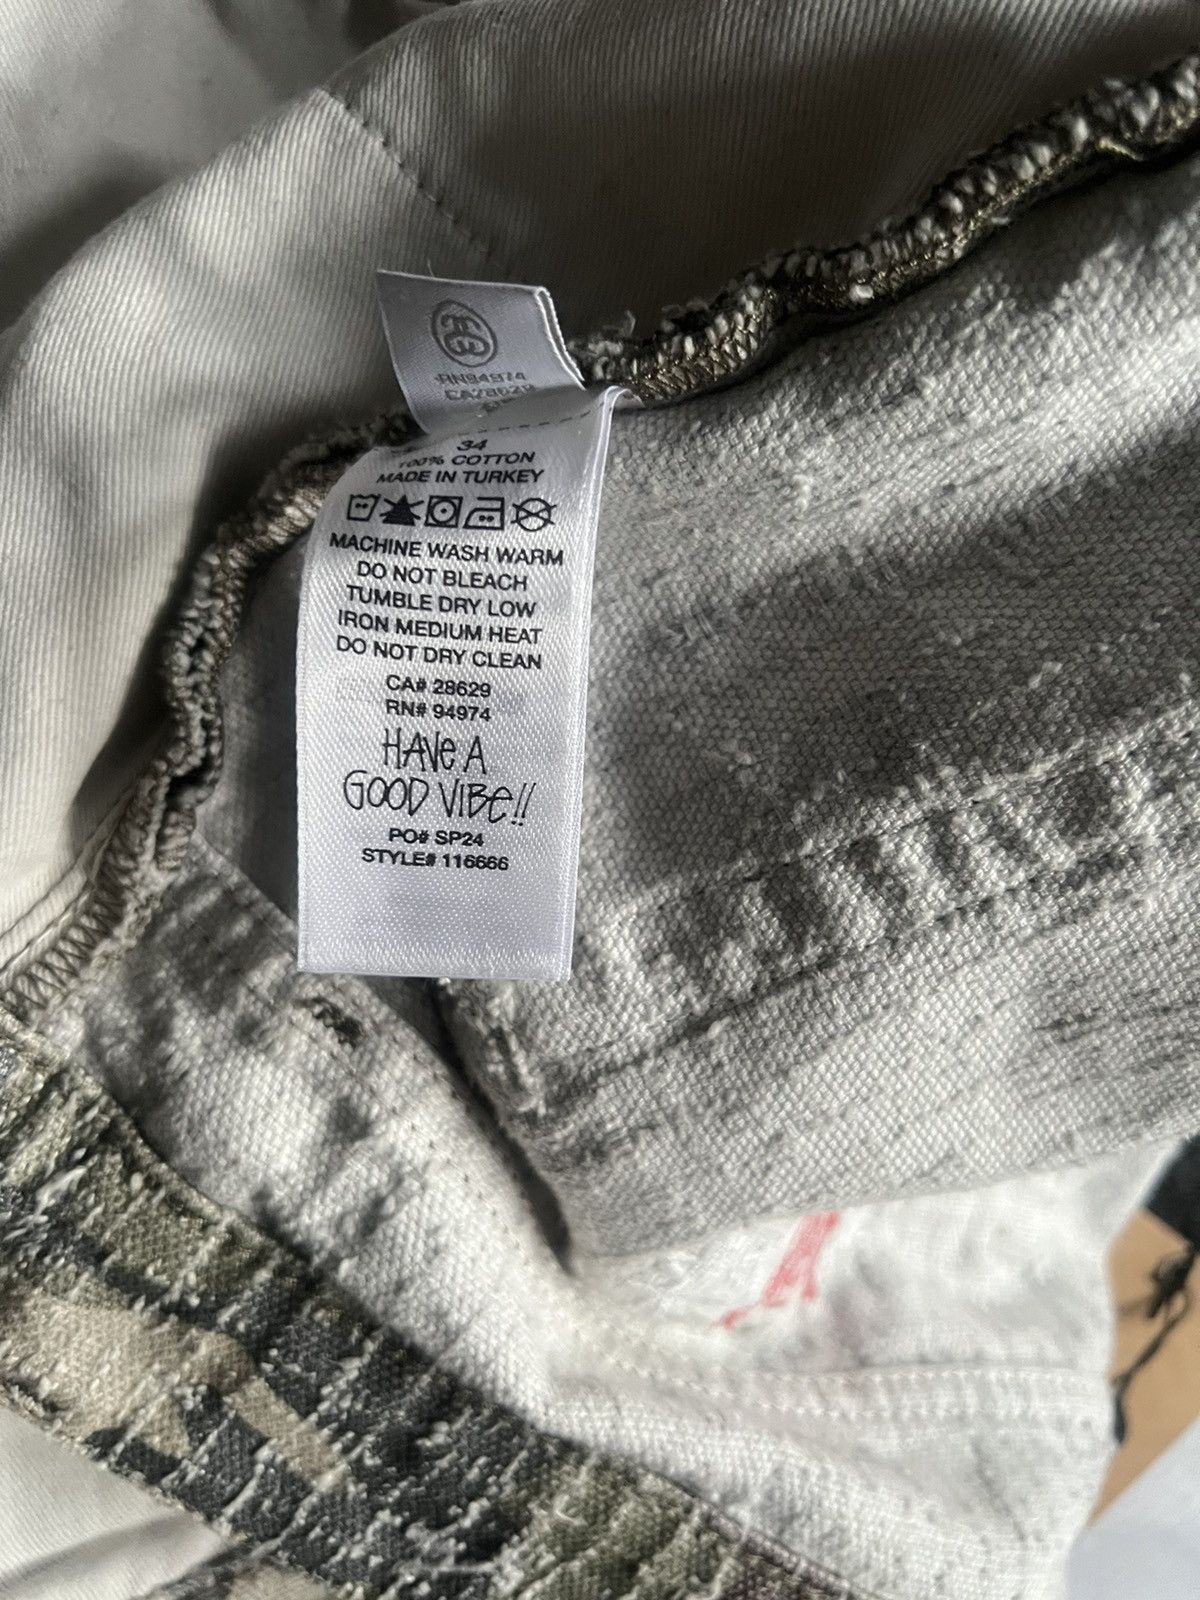 RN94974
CA28629
34
100% COTTON
MADE IN TURKEY
MACHINE WASH WARM
DO NOT BLEACH
TUMBLE DRY LOW
IRON MEDIUM HEAT
DO NOT DRY CLEAN
CA# 28629
RN# 94974
HAVE A
GOOD VIBE!!
PO# SP24
STYLE# 116666